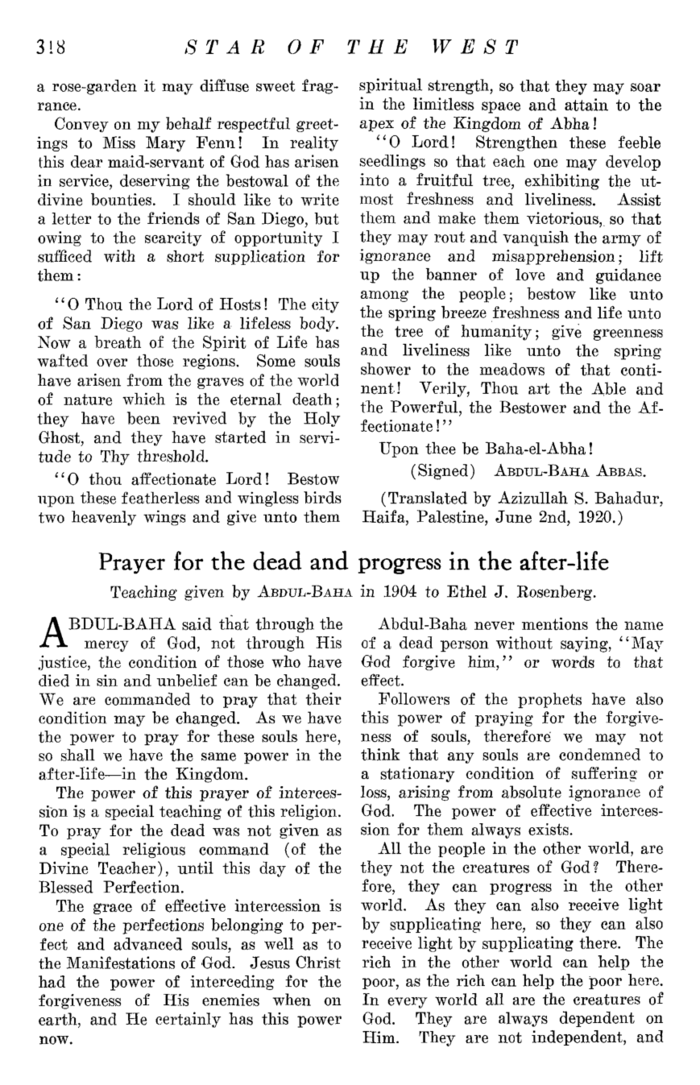 318 STAR OF THE WEST
a rose-garden it may diffuse sweet frag-
rance.
Convey on my behalf respectful greet-
ings to Miss Mary Fenn! In reality
this dear maid-servant of God has arisen
in service, deserving the bestowal of the
divine bounties. I should like to write
a letter to the friends of San Diego, but
owing to the scarcity of opportunity I
sufficed with a short supplication for
them:
"O Thou the Lord of Hosts! The city
of San Diego was like a lifeless body.
Now a breath of the Spirit of Life has
wafted over those regions. Some souls
have arisen from the graves of the world
of nature which is the eternal death;
they have been revived by the Holy
Ghost, and they have started in servi-
tude to Thy threshold.
"O thou affectionate Lord! Bestow
upon these featherless and wingless birds
two heavenly wings and give unto them
spiritual strength, so that they may soar
in the limitless space and attain to the
apex of the Kingdom of Abha!
"O Lord! Strengthen these feeble
seedlings so that each one may develop
into a fruitful tree, exhibiting the ut-
most freshness and liveliness. Assist
them and make them victorious, so that
they may rout and vanquish the army of
ignorance and misapprehension; lift
up the banner of love and guidance
among the people; bestow like unto
the spring breeze freshness and life unto
the tree of humanity; give greenness
and liveliness like unto the spring
shower to the meadows of that conti-
nent! Verily, Thou art the Able and
the Powerful, the Bestower and the Af-
fectionate!"
Upon thee be Baha-el-Abha!
(Signed) ABDUL-BAHA ABBAS.
(Translated by Azizullah S. Bahadur,
Haifa, Palestine, June 2nd, 1920.)
Prayer for the dead and progress in the after-life
Teaching given by ABDUL-BAHA in 1904 to Ethel J. Rosenberg.
ABDUL-BAHA said that through the
mercy of God, not through His
justice, the condition of those who have
died in sin and unbelief can be changed.
We are commanded to pray that their
condition may be changed. As we have
the power to pray for these souls here,
so shall we have the same power in the
after-life—in the Kingdom.
The power of this prayer of interces-
sion is a special teaching of this religion.
To pray for the dead was not given as
a special religious command (of the
Divine Teacher), until this day of the
Blessed Perfection.
The grace of effective intercession is
one of the perfections belonging to per-
fect and advanced souls, as well as to
the Manifestations of God. Jesus Christ
had the power of interceding for the
forgiveness of His enemies when on
earth, and He certainly has this power
now.
Abdul-Baha never mentions the name
of a dead person without saying, "May
God forgive him," or words to that
effect.
Followers of the prophets have also
this power of praying for the forgive-
ness of souls, therefore we may not
think that any souls are condemned to
a stationary condition of suffering or
loss, arising from absolute ignorance of
God. The power of effective interces-
sion for them always exists.
All the people in the other world, are
they not the creatures of God? There-
fore, they can progress in the other
world. As they can also receive light
by supplicating here, so they can also
receive light by supplicating there. The
rich in the other world can help the
poor, as the rich can help the poor here.
In every world all are the creatures of
God. They are always dependent on
Him. They are not independent, and